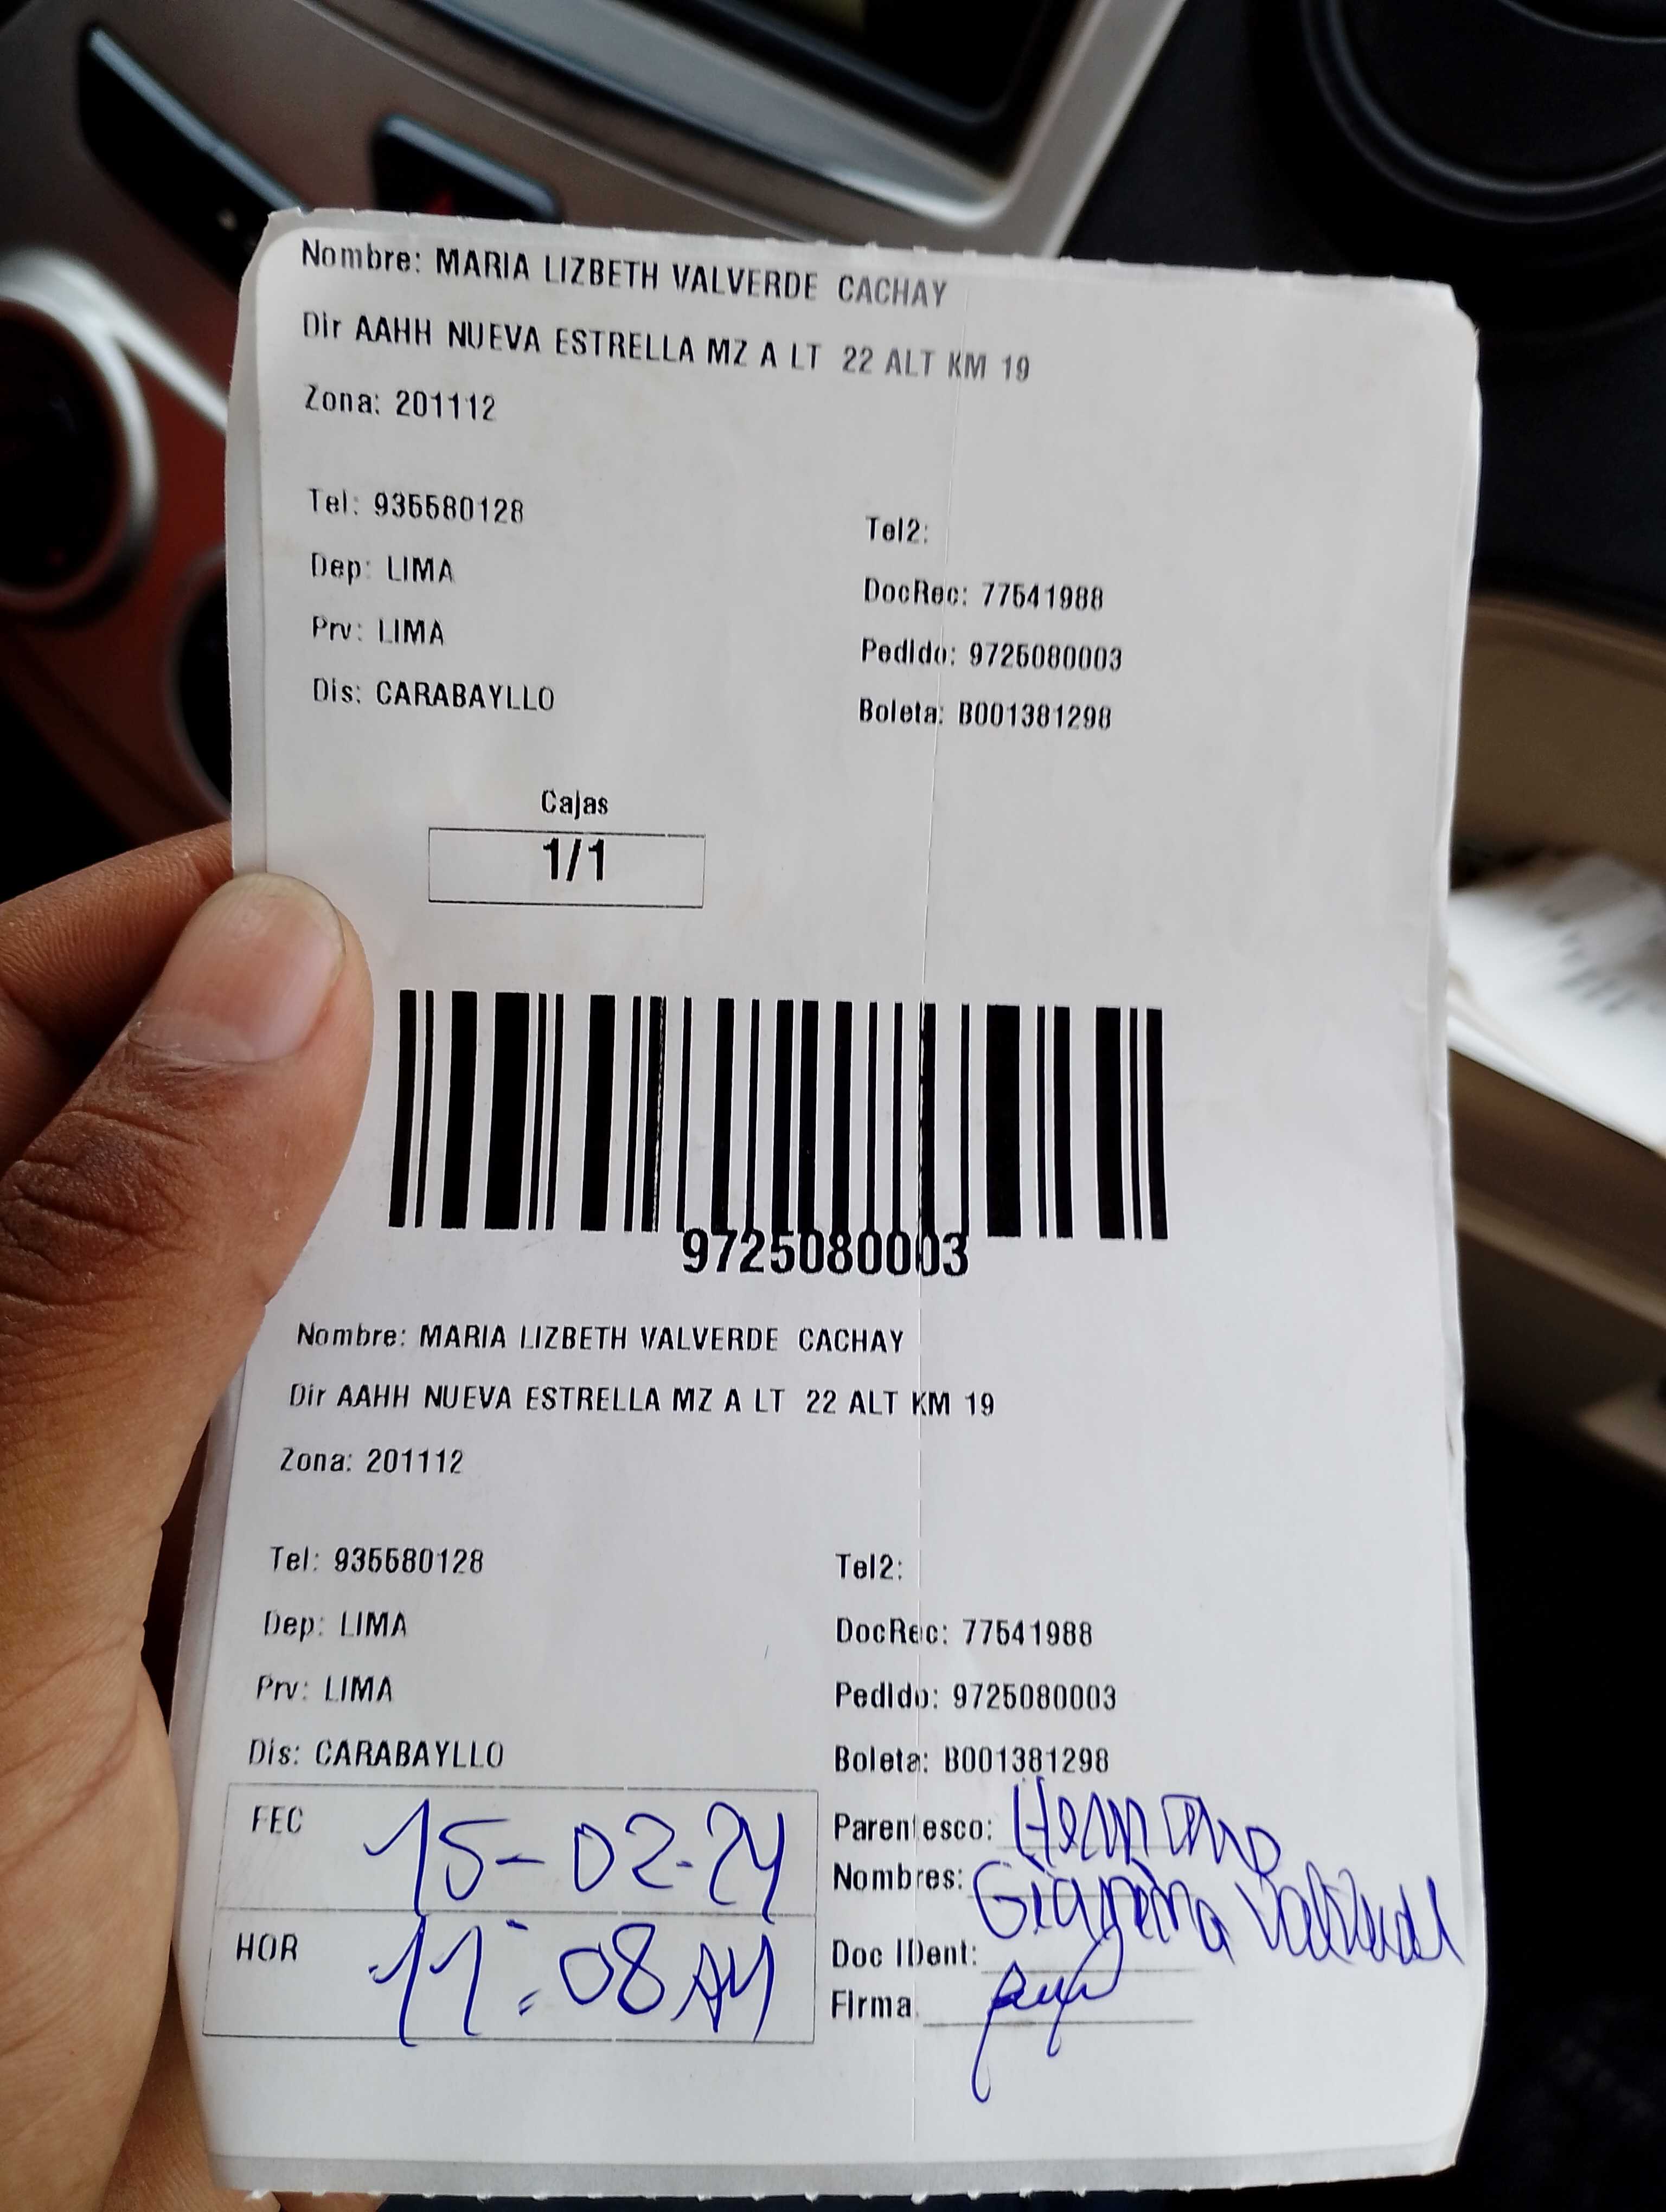 Nombre: MARIA LIZBETH VALVERDE CACHAY
Dir AAHH NUEVA ESTRELLA MZ A LT 22 ALT KM 19
Zona: 201112
Tel: 935580128 Tel2:
Dep: LIMA DocRec: 77541988
Prv: LIMA Pedido: 9725080003
Dis: CARABAYLLO Boleta: B001381298
Cajas
1/1
9725080003
Nombre: MARIA LIZBETH VALVERDE CACHAY
Dir AAHH NUEVA ESTRELLA MZ A LT 22 ALT KM 19
Zona: 201112
Tel: 935580128 Tel2:
Dep: LIMA DocRec: 77541988
Prv: LIMA Pedido: 9725080003
Dis: CARABAYLLO Boleta: B001381298
FEC 15-02-24 Parentesco:
Nombres:
HOR 11:08 AM Doc IDent:
Firma